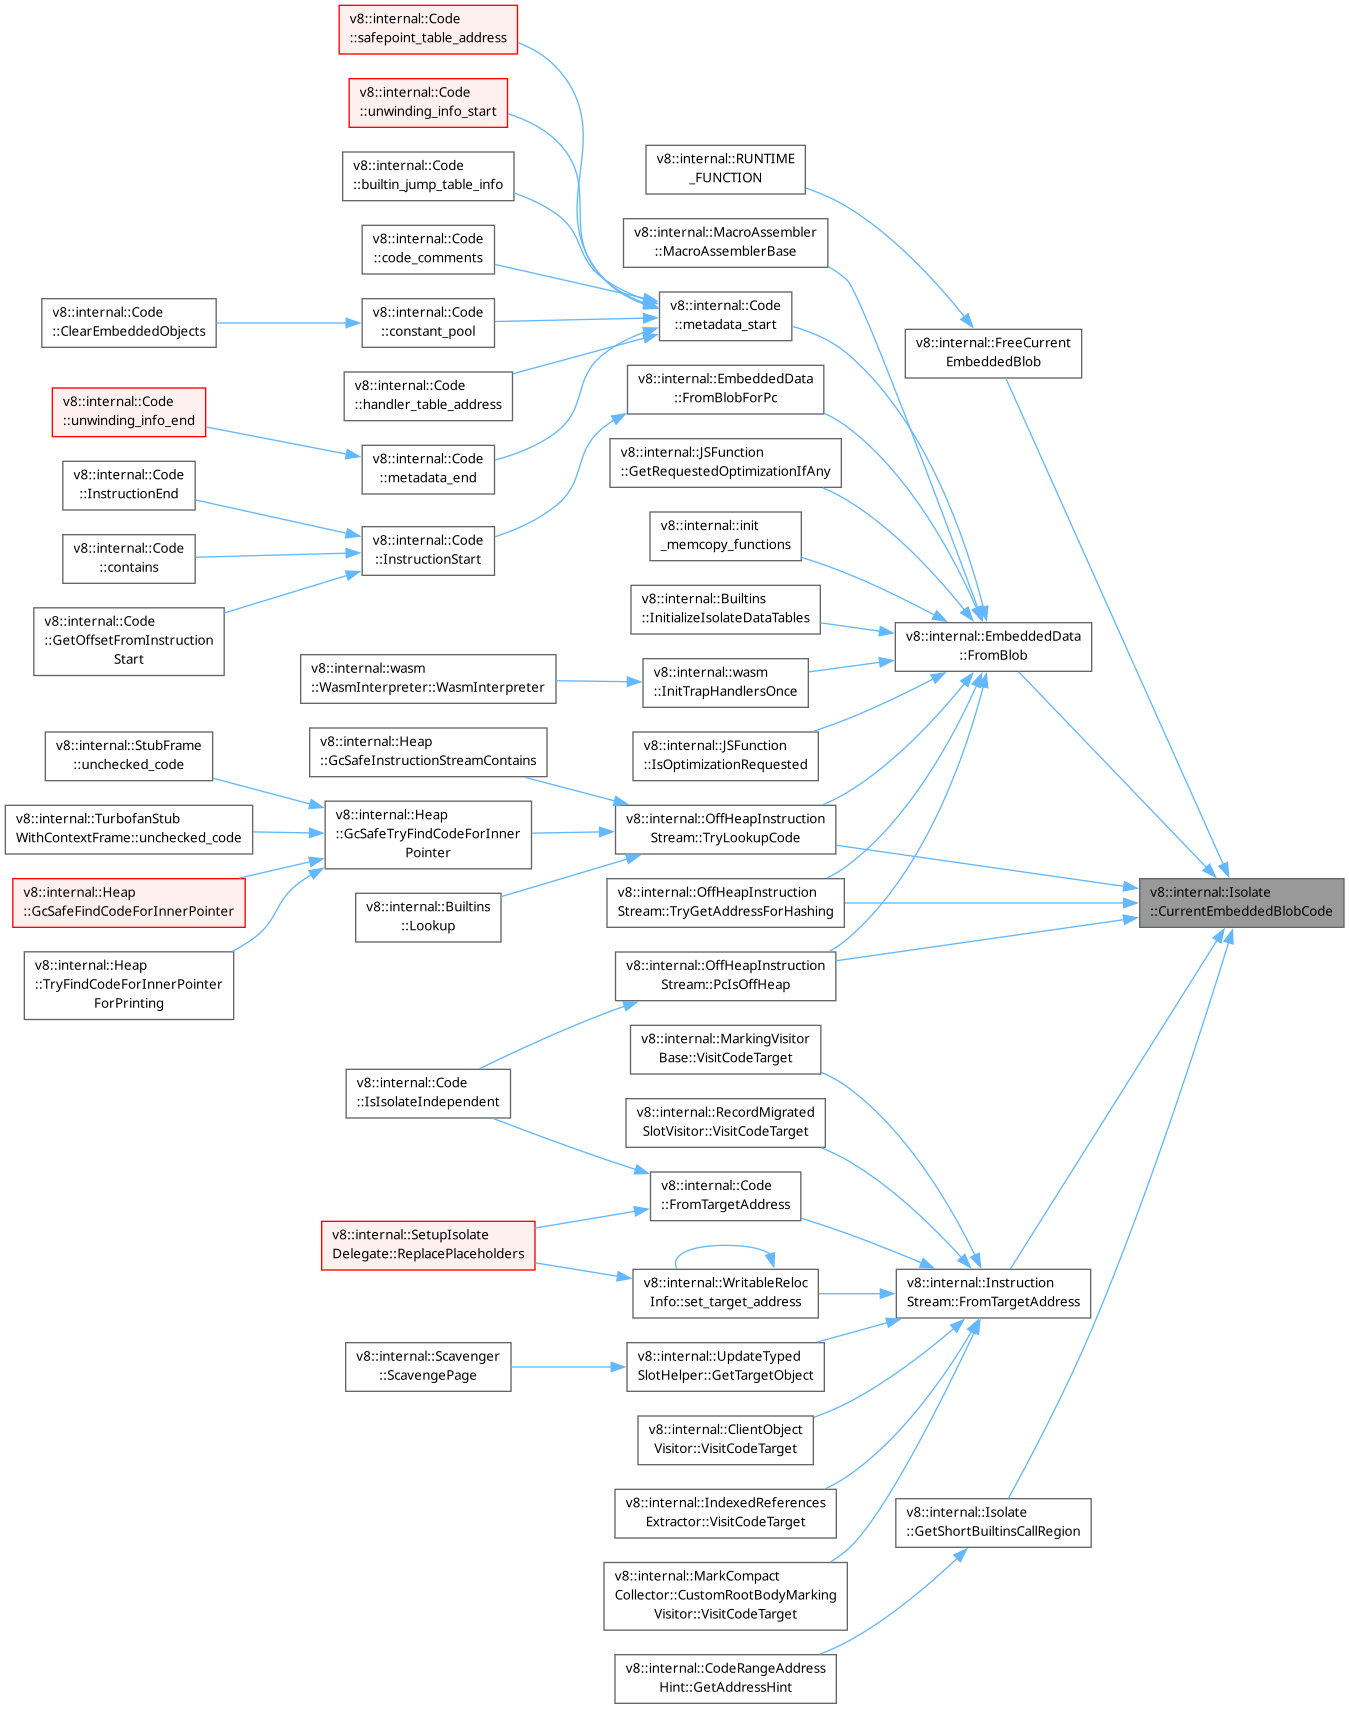 v8::internal::Code
::safepoint_table_address
v8::internal::Code
::unwinding_info_start
v8::internal::Code
::builtin_jump_table_info
v8::internal::Code
::code_comments
v8::internal::Code
::ClearEmbeddedObjects
v8::internal::Code
::constant_pool
v8::internal::Code
::handler_table_address
v8::internal::Code
::unwinding_info_end
v8::internal::Code
::metadata_end
v8::internal::Code
::InstructionEnd
v8::internal::Code
::contains
v8::internal::Code
::GetOffsetFromInstruction
Start
v8::internal::Code
::InstructionStart
v8::internal::wasm
::WasmInterpreter::WasmInterpreter
v8::internal::StubFrame
::unchecked_code
v8::internal::TurbofanStub
WithContextFrame::unchecked_code
v8::internal::Heap
::GcSafeFindCodeForInnerPointer
v8::internal::Heap
::TryFindCodeForInnerPointer
ForPrinting
v8::internal::Heap
::GcSafeInstructionStreamContains
v8::internal::Heap
::GcSafeTryFindCodeForInner
Pointer
v8::internal::Builtins
::Lookup
v8::internal::Code
::IsIsolateIndependent
v8::internal::SetupIsolate
Delegate::ReplacePlaceholders
v8::internal::Scavenger
::ScavengePage
v8::internal::RUNTIME
_FUNCTION
v8::internal::MacroAssembler
::MacroAssemblerBase
v8::internal::Code
::metadata_start
v8::internal::EmbeddedData
::FromBlobForPc
v8::internal::JSFunction
::GetRequestedOptimizationIfAny
v8::internal::init
_memcopy_functions
v8::internal::Builtins
::InitializeIsolateDataTables
v8::internal::wasm
::InitTrapHandlersOnce
v8::internal::JSFunction
::IsOptimizationRequested
v8::internal::OffHeapInstruction
Stream::TryLookupCode
v8::internal::OffHeapInstruction
Stream::TryGetAddressForHashing
v8::internal::OffHeapInstruction
Stream::PcIsOffHeap
v8::internal::MarkingVisitor
Base::VisitCodeTarget
v8::internal::RecordMigrated
SlotVisitor::VisitCodeTarget
v8::internal::Code
::FromTargetAddress
v8::internal::WritableReloc
Info::set_target_address
v8::internal::UpdateTyped
SlotHelper::GetTargetObject
v8::internal::ClientObject
Visitor::VisitCodeTarget
v8::internal::IndexedReferences
Extractor::VisitCodeTarget
v8::internal::MarkCompact
Collector::CustomRootBodyMarking
Visitor::VisitCodeTarget
v8::internal::CodeRangeAddress
Hint::GetAddressHint
v8::internal::FreeCurrent
EmbeddedBlob
v8::internal::EmbeddedData
::FromBlob
v8::internal::Instruction
Stream::FromTargetAddress
v8::internal::Isolate
::GetShortBuiltinsCallRegion
v8::internal::Isolate
::CurrentEmbeddedBlobCode